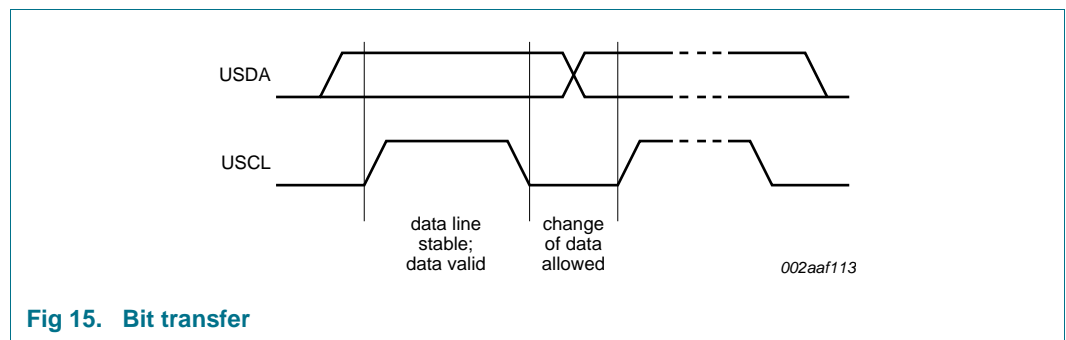 USDA
USCL
data line
stable;
data valid
change
of data
allowed
002aaf113
Fig 15. Bit transfer